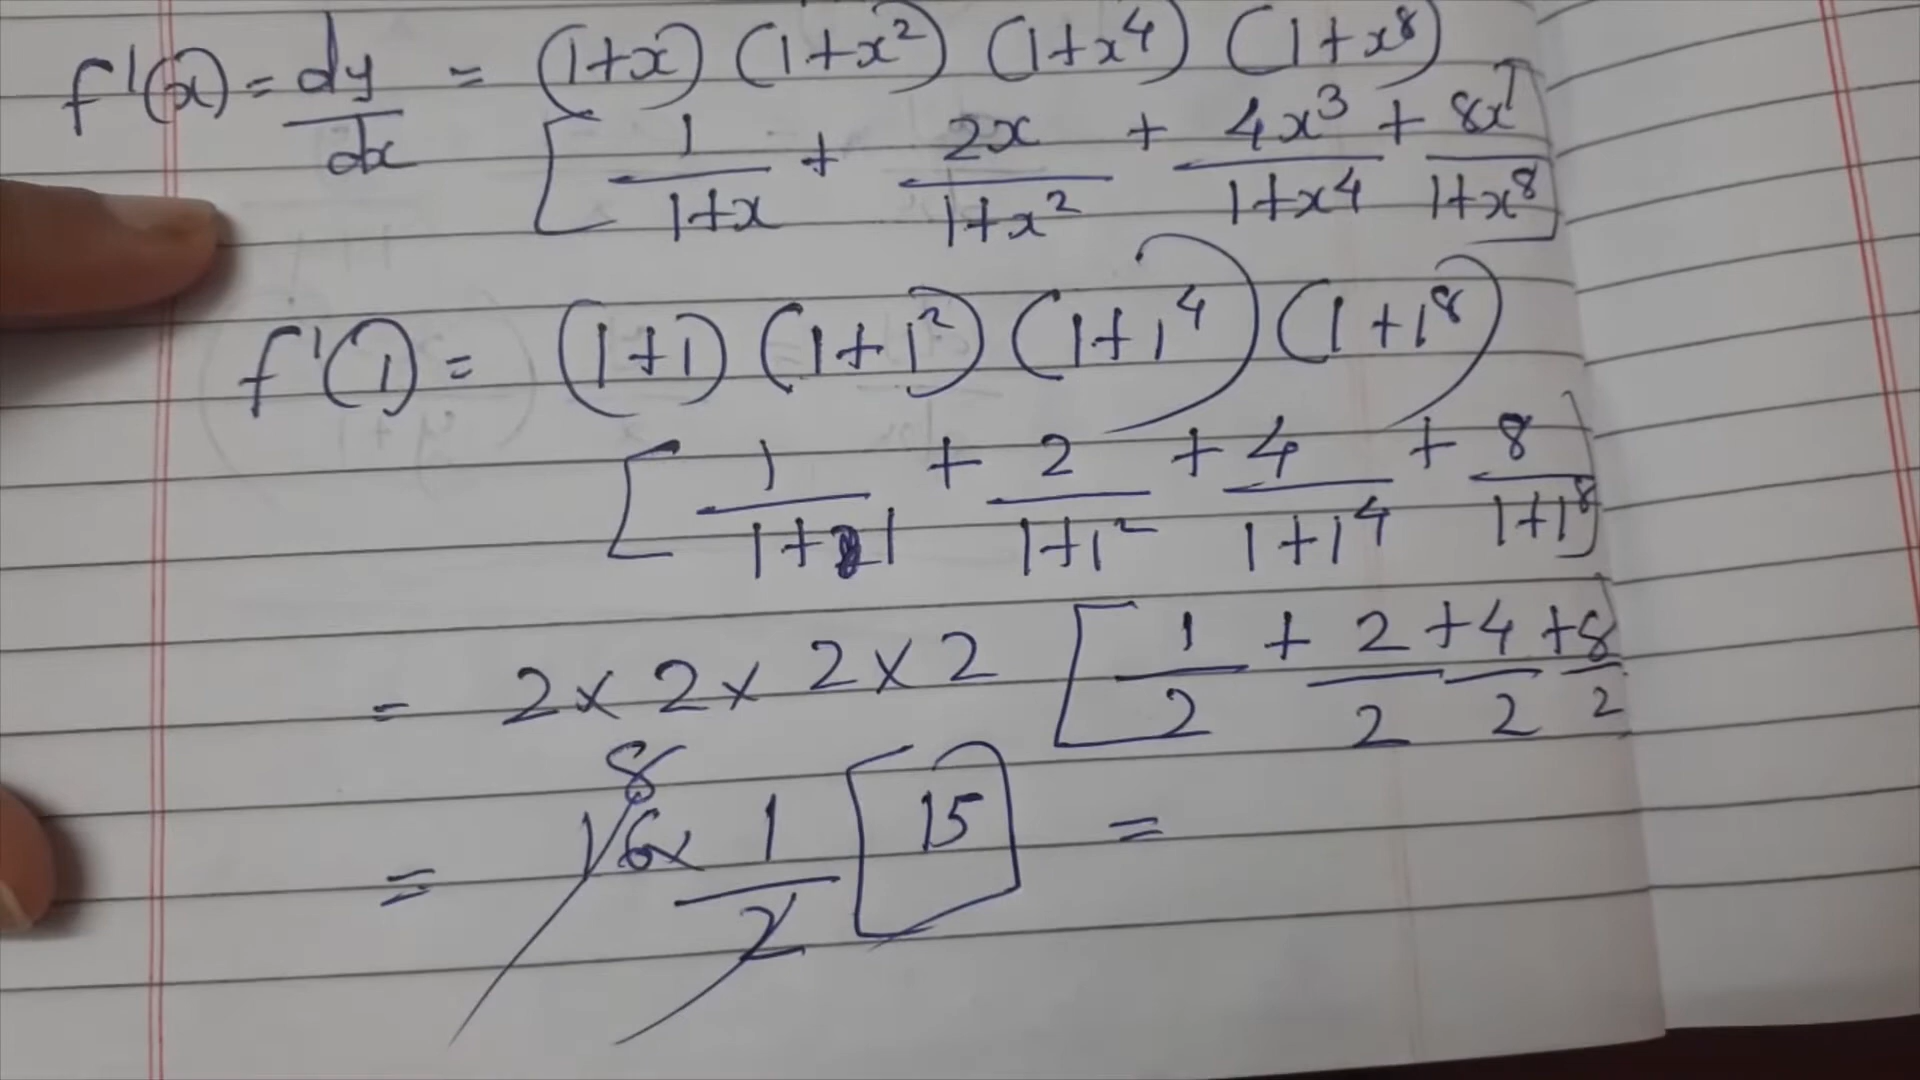 f'(x) = dy/dx = (1+x) (1+x²) (1+x⁴) (1+x⁸)
[ 1/1+x + 2x/1+x² + 4x³/1+x⁴ + 8x⁷/1+x⁸ ]
f'(1) = (1+1) (1+1²) (1+1⁴) (1+1⁸)
[ 1/1+1 + 2/1+1² + 4/1+1⁴ + 8/1+1⁸ ]
= 2 × 2 × 2 × 2 [ 1/2 + 2/2 + 4/2 + 8/2
8
= 16 × 1/2 [15] =